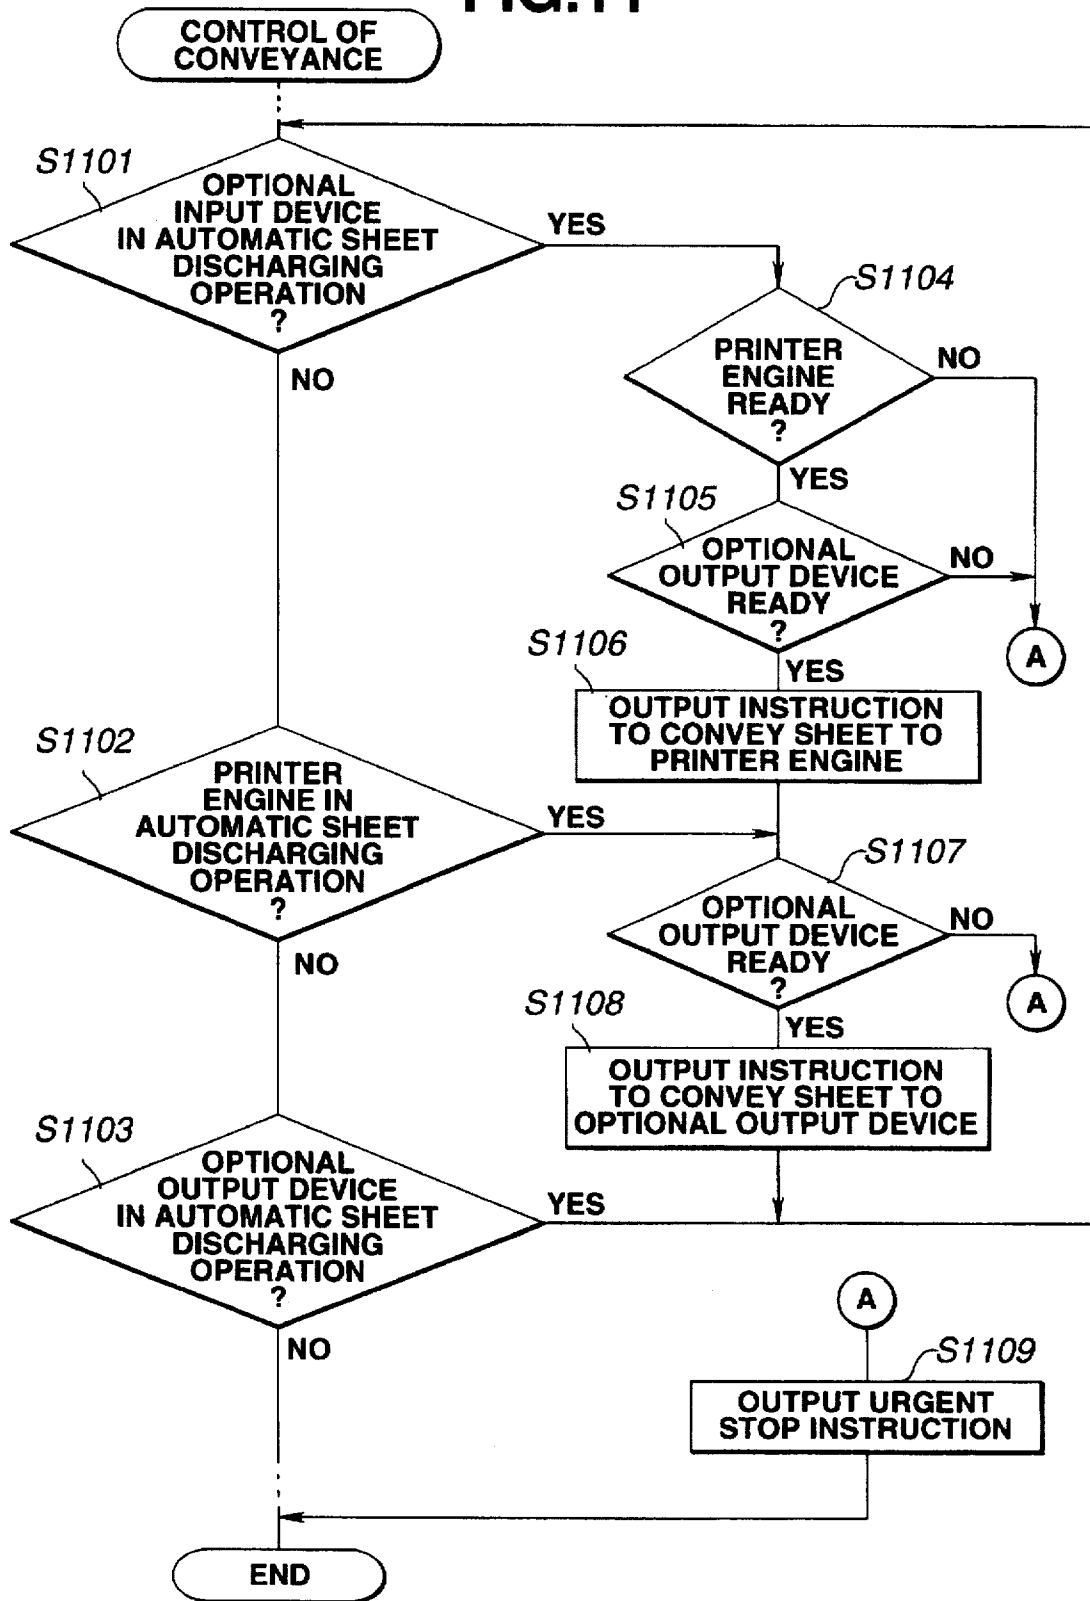 FIG.11
CONTROL OF
CONVEYANCE
S1101
OPTIONAL
INPUT DEVICE
IN AUTOMATIC SHEET
DISCHARGING
OPERATION
?
YES
NO
S1104
PRINTER
ENGINE
READY
?
NO
YES
S1105
OPTIONAL
OUTPUT DEVICE
READY
?
NO
A
YES
S1106
OUTPUT INSTRUCTION
TO CONVEY SHEET TO
PRINTER ENGINE
S1102
PRINTER
ENGINE IN
AUTOMATIC SHEET
DISCHARGING
OPERATION
?
YES
NO
S1107
OPTIONAL
OUTPUT DEVICE
READY
?
NO
A
YES
S1108
OUTPUT INSTRUCTION
TO CONVEY SHEET TO
OPTIONAL OUTPUT DEVICE
S1103
OPTIONAL
OUTPUT DEVICE
IN AUTOMATIC SHEET
DISCHARGING
OPERATION
?
YES
NO
A
S1109
OUTPUT URGENT
STOP INSTRUCTION
END